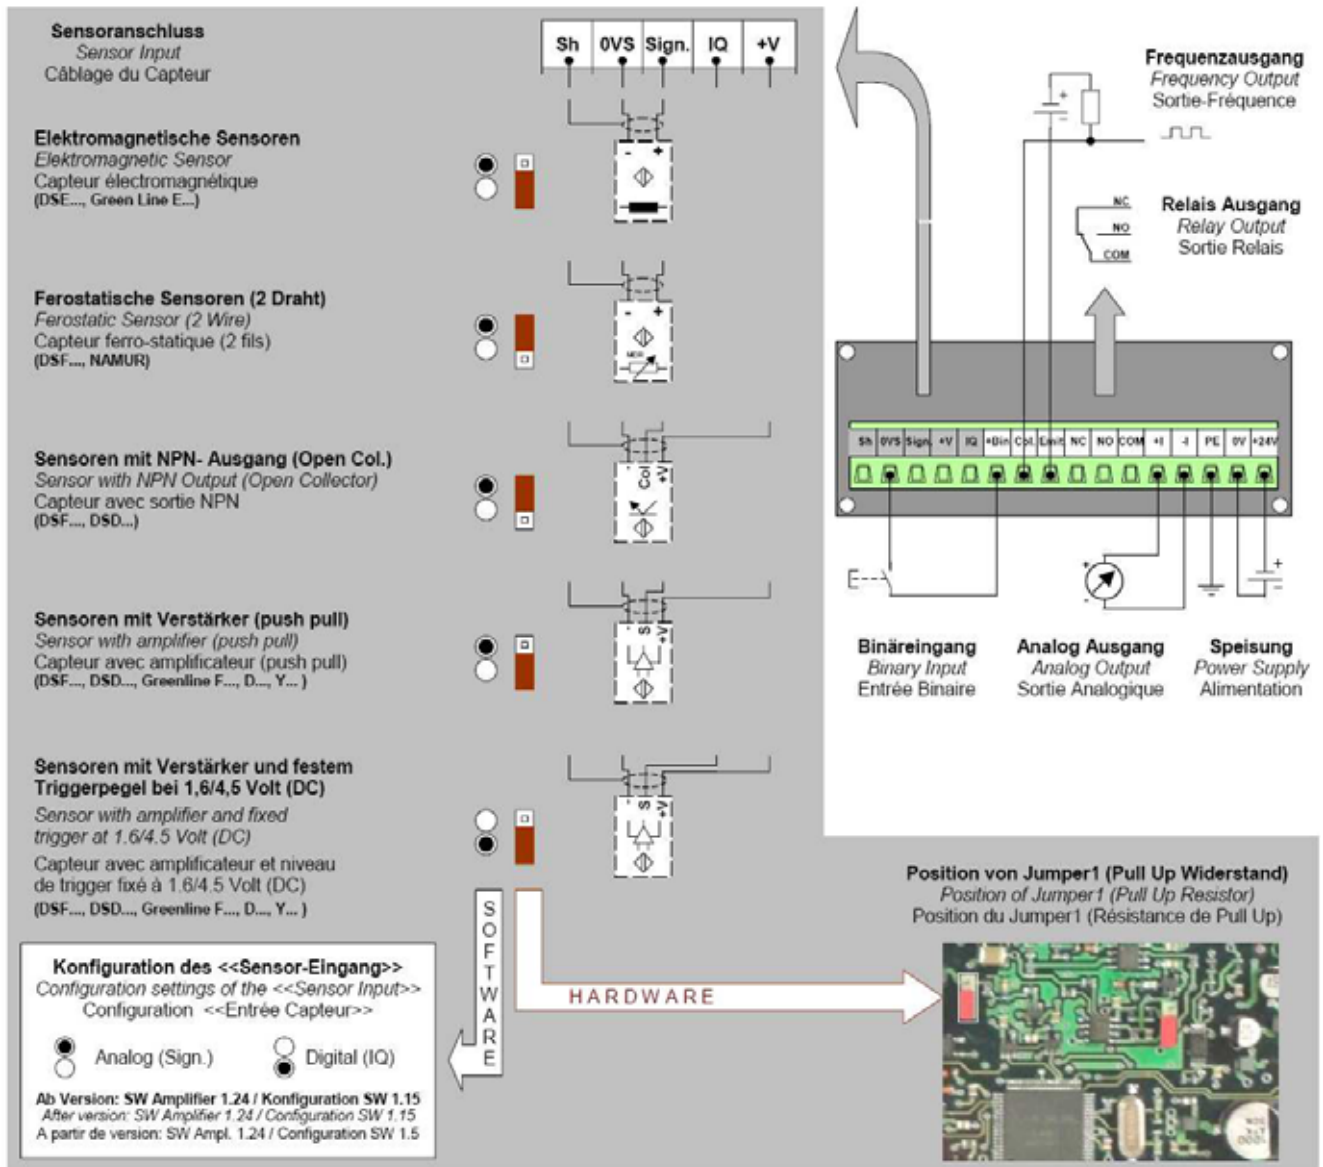 Sensoranschluss
Sensor Input
Câblage du Capteur
Sh 0VS Sign. IQ +V
Elektromagnetische Sensoren
Elektromagnetic Sensor
Capteur électromagnétique
(DSE..., Green Line E...)
- +
Ferostatische Sensoren (2 Draht)
Ferostatic Sensor (2 Wire)
Capteur ferro-statique (2 fils)
(DSF..., NAMUR)
- +
Sensoren mit NPN- Ausgang (Open Col.)
Sensor with NPN Output (Open Collector)
Capteur avec sortie NPN
(DSF..., DSD...)
- Col +V
Sensoren mit Verstärker (push pull)
Sensor with amplifier (push pull)
Capteur avec amplificateur (push pull)
(DSF..., DSD..., Greenline F..., D..., Y... )
- S +V
Sensoren mit Verstärker und festem
Triggerpegel bei 1,6/4,5 Volt (DC)
Sensor with amplifier and fixed
trigger at 1.6/4.5 Volt (DC)
Capteur avec amplificateur et niveau
de trigger fixé à 1.6/4.5 Volt (DC)
(DSF..., DSD..., Greenline F..., D..., Y... )
- S +V
SOFTWARE
HARDWARE
Konfiguration des <<Sensor-Eingang>>
Configuration settings of the <<Sensor Input>>
Configuration <<Entrée Capteur>>
Analog (Sign.) Digital (IQ)
Ab Version: SW Amplifier 1.24 / Konfiguration SW 1.15
After version: SW Amplifier 1.24 / Configuration SW 1.15
A partir de version: SW Ampl. 1.24 / Configuration SW 1.5
Frequenzausgang
Frequency Output
Sortie-Fréquence
+
-
NC
NO
COM
Relais Ausgang
Relay Output
Sortie Relais
Sh 0VS Sign. +V IQ +Bin Col. Emit NC NO COM +I -I PE 0V +24V
+
-
+
-
Binäreingang
Binary Input
Entrée Binaire
Analog Ausgang
Analog Output
Sortie Analogique
Speisung
Power Supply
Alimentation
Position von Jumper1 (Pull Up Widerstand)
Position of Jumper1 (Pull Up Resistor)
Position du Jumper1 (Résistance de Pull Up)